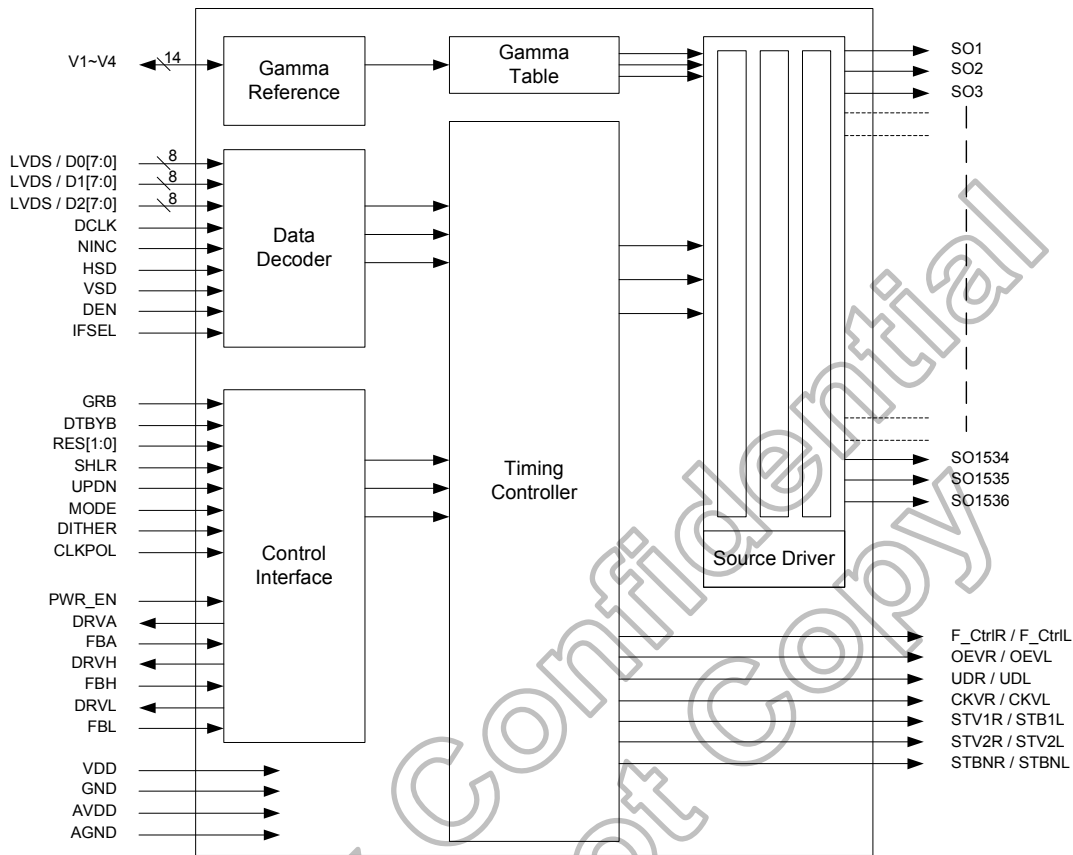 V1~V4
14
Gamma
Reference
Gamma
Table
SO1
SO2
SO3
LVDS / D0[7:0]
8
LVDS / D1[7:0]
8
LVDS / D2[7:0]
8
DCLK
NINC
HSD
VSD
DEN
IFSEL
Data
Decoder
GRB
DTBYB
RES[1:0]
SHLR
UPDN
MODE
DITHER
CLKPOL
Control
Interface
PWR_EN
DRVA
FBA
DRVH
FBH
DRVL
FBL
VDD
GND
AVDD
AGND
Timing
Controller
Source Driver
SO1534
SO1535
SO1536
F_CtrlR / F_CtrlL
OEVR / OEVL
UDR / UDL
CKVR / CKVL
STV1R / STB1L
STV2R / STV2L
STBNR / STBNL
Confidential
Copy